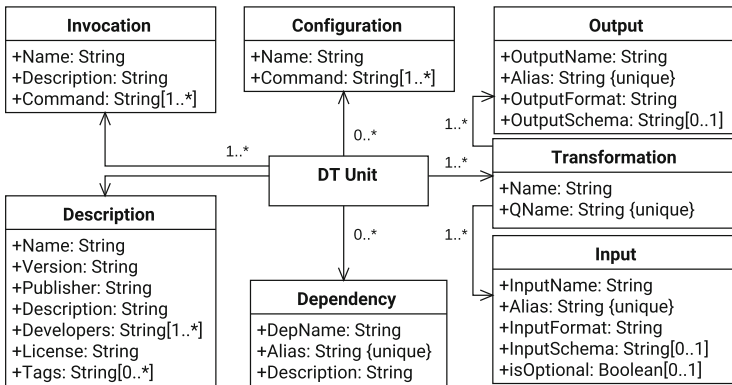 Invocation
+Name: String
+Description: String
+Command: String[1..*]
Configuration
+Name: String
+Command: String[1..*]
Output
+OutputName: String
+Alias: String {unique}
+OutputFormat: String
+OutputSchema: String[0..1]
1..*
0..*
1..*
1..*
DT Unit
Transformation
+Name: String
+QName: String {unique}
Description
+Name: String
+Version: String
+Publisher: String
+Description: String
+Developers: String[1..*]
+License: String
+Tags: String[0..*]
0..*
1..*
Dependency
+DepName: String
+Alias: String {unique}
+Description: String
Input
+InputName: String
+Alias: String {unique}
+InputFormat: String
+InputSchema: String[0..1]
+isOptional: Boolean[0..1]